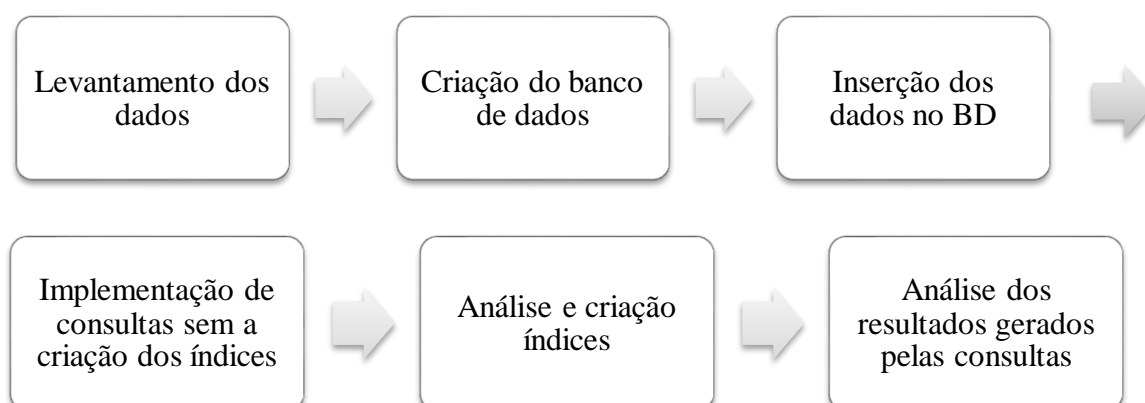 Levantamento dos
dados
Criação do banco
de dados
Inserção dos
dados no BD
Implementação de
consultas sem a
criação dos índices
Análise e criação
índices
Análise dos
resultados gerados
pelas consultas